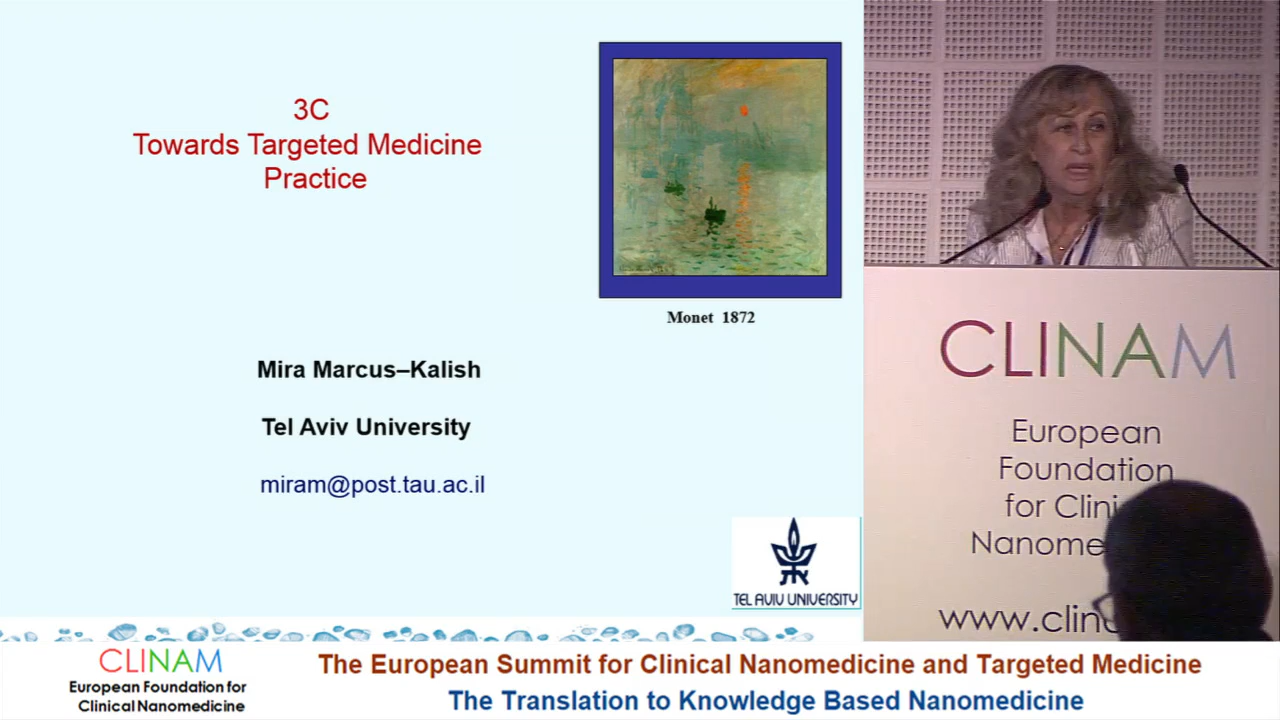 3C
Towards Targeted Medicine
Practice
Monet 1872
Mira Marcus–Kalish
Tel Aviv University
miram@post.tau.ac.il
TEL AVIV UNIVERSITY
CLINAM
European
Foundation
for
Nanome
www.clin
CLINAM
European Foundation for
Clinical Nanomedicine
The European Summit for Clinical Nanomedicine and Targeted Medicine
The Translation to Knowledge Based Nanomedicine